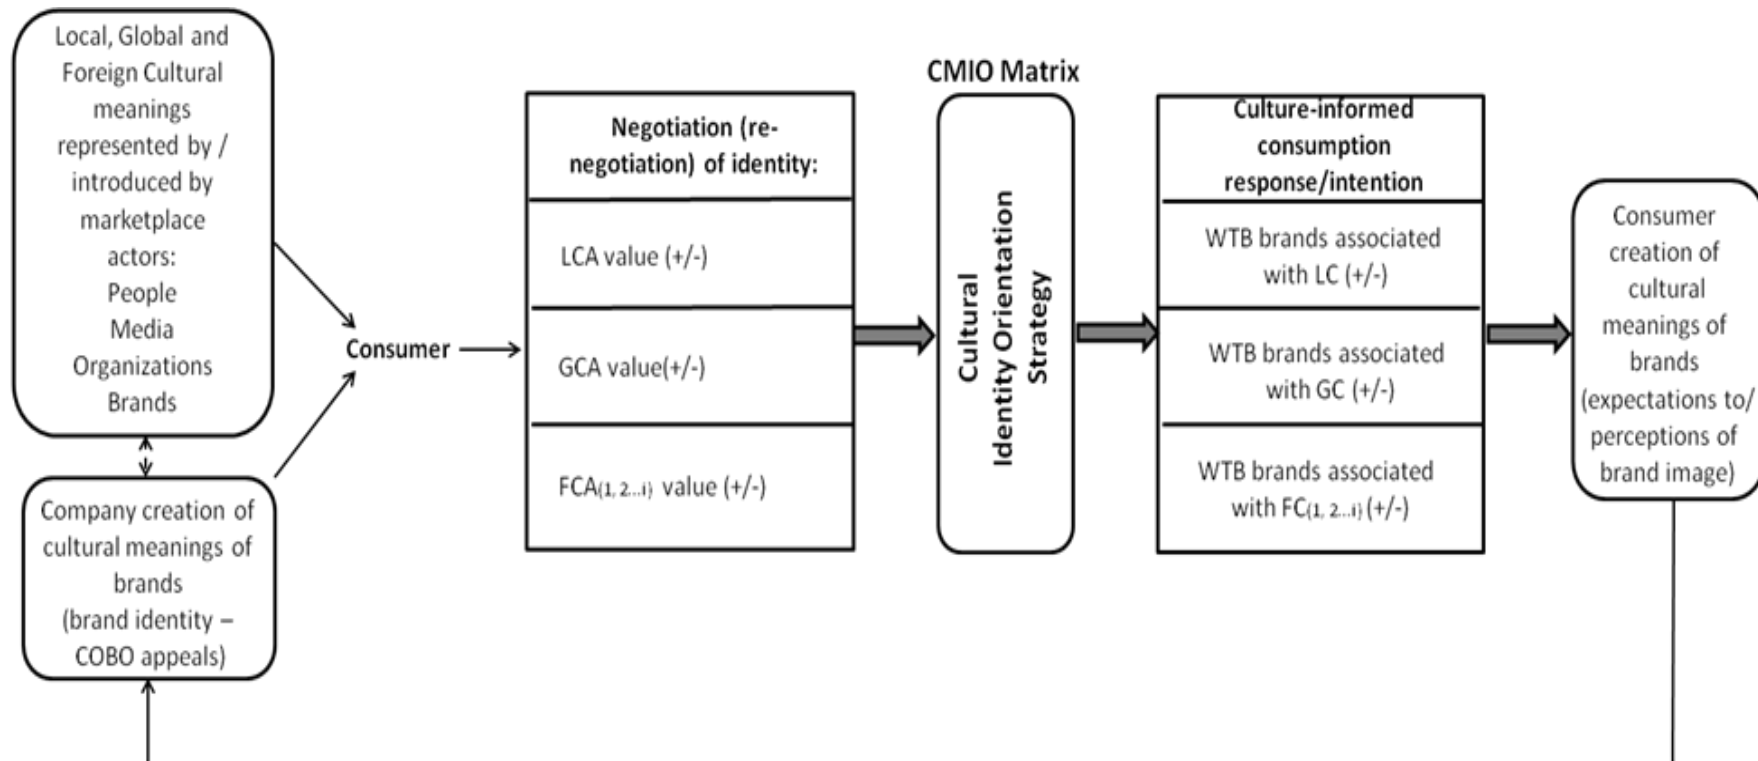 Local, Global and
Foreign Cultural
meanings
represented by /
introduced by
marketplace
actors:
People
Media
Organizations
Brands
Company creation of
cultural meanings of
brands
(brand identity –
COBO appeals)
Consumer
Negotiation (re-
negotiation) of identity:
LCA value (+/-)
GCA value(+/-)
FCA{1, 2...i} value (+/-)
CMIO Matrix
Cultural
Identity Orientation
Strategy
Culture-informed
consumption
response/intention
WTB brands associated
with LC (+/-)
WTB brands associated
with GC (+/-)
WTB brands associated
with FC{1, 2...i} (+/-)
Consumer
creation of
cultural
meanings of
brands
(expectations to/
perceptions of
brand image)